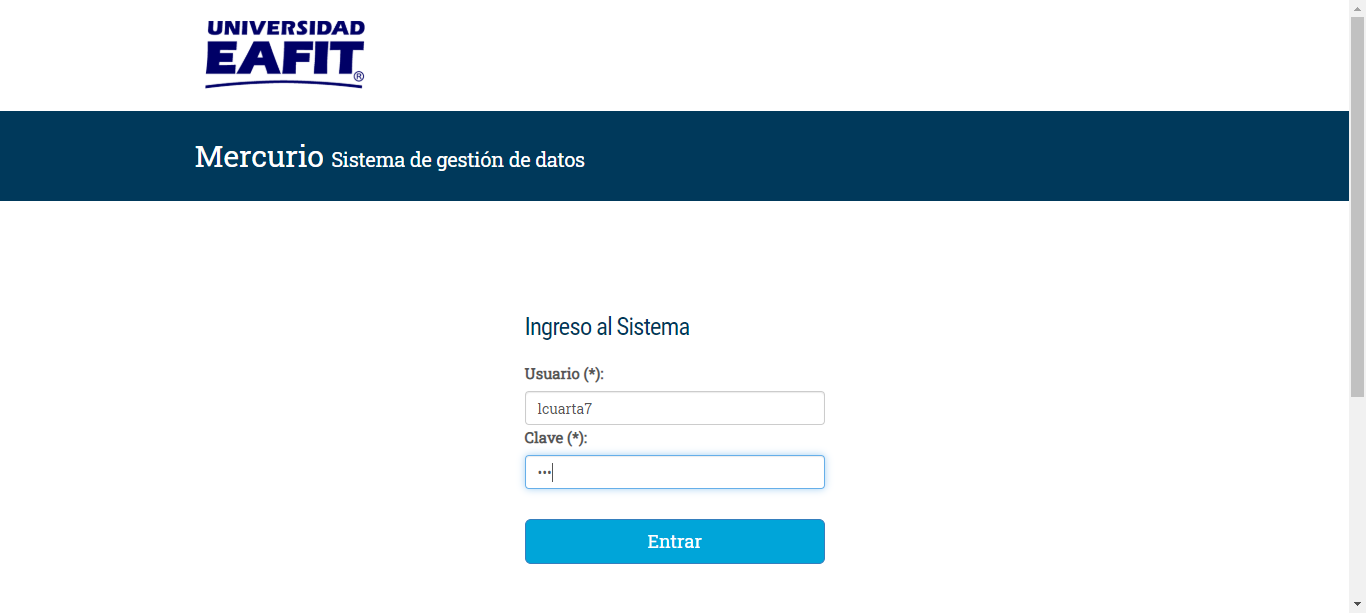 UNIVERSIDAD
EAFIT®
Mercurio Sistema de gestión de datos
Ingreso al Sistema
Usuario (*):
lcuarta7
Clave (*):
•••
Entrar